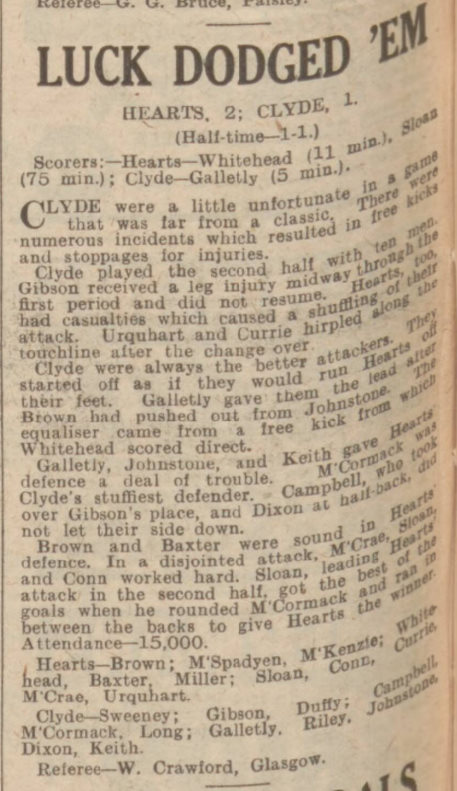 Referee—G. G. Bruce, Paisley.
LUCK DODGED 'EM
HEARTS, 2; CLYDE, 1.
(Half-time—1-1.)
Scorers:—Hearts—Whitehead (11 min.), Sloan
(75 min.); Clyde—Galletly (5 min.).
CLYDE were a little unfortunate in a game
that was far from a classic. There were
numerous incidents which resulted in free kicks
and stoppages for injuries.
Clyde played the second half with ten men.
Gibson received a leg injury midway through the
first period and did not resume. Hearts, too,
had casualties which caused a shuffling of their
attack. Urquhart and Currie hirpled along the
touchline after the change over.
Clyde were always the better attackers. They
started off as if they would run Hearts off
their feet. Galletly gave them the lead after
Brown had pushed out from Johnstone. The
equaliser came from a free kick from which
Whitehead scored direct.
Galletly, Johnstone, and Keith gave Hearts
defence a deal of trouble. M'Cormack was
Clyde's stuffiest defender. Campbell, who took
over Gibson's place, and Dixon at half-back, did
not let their side down.
Brown and Baxter were sound in Hearts
defence. In a disjointed attack, M'Crae, Sloan,
and Conn worked hard. Sloan, leading Hearts'
attack in the second half, got the best of the
goals when he rounded M'Cormack and ran in
between the backs to give Hearts the winner.
Attendance—15,000.
Hearts—Brown; M'Spadyen, M'Kenzie; White-
head, Baxter, Miller; Sloan, Conn, Currie,
M'Crae, Urquhart.
Clyde—Sweeney; Gibson, Duffy; Campbell,
M'Cormack, Long; Galletly, Riley, Johnstone,
Dixon, Keith.
Referee—W. Crawford, Glasgow.